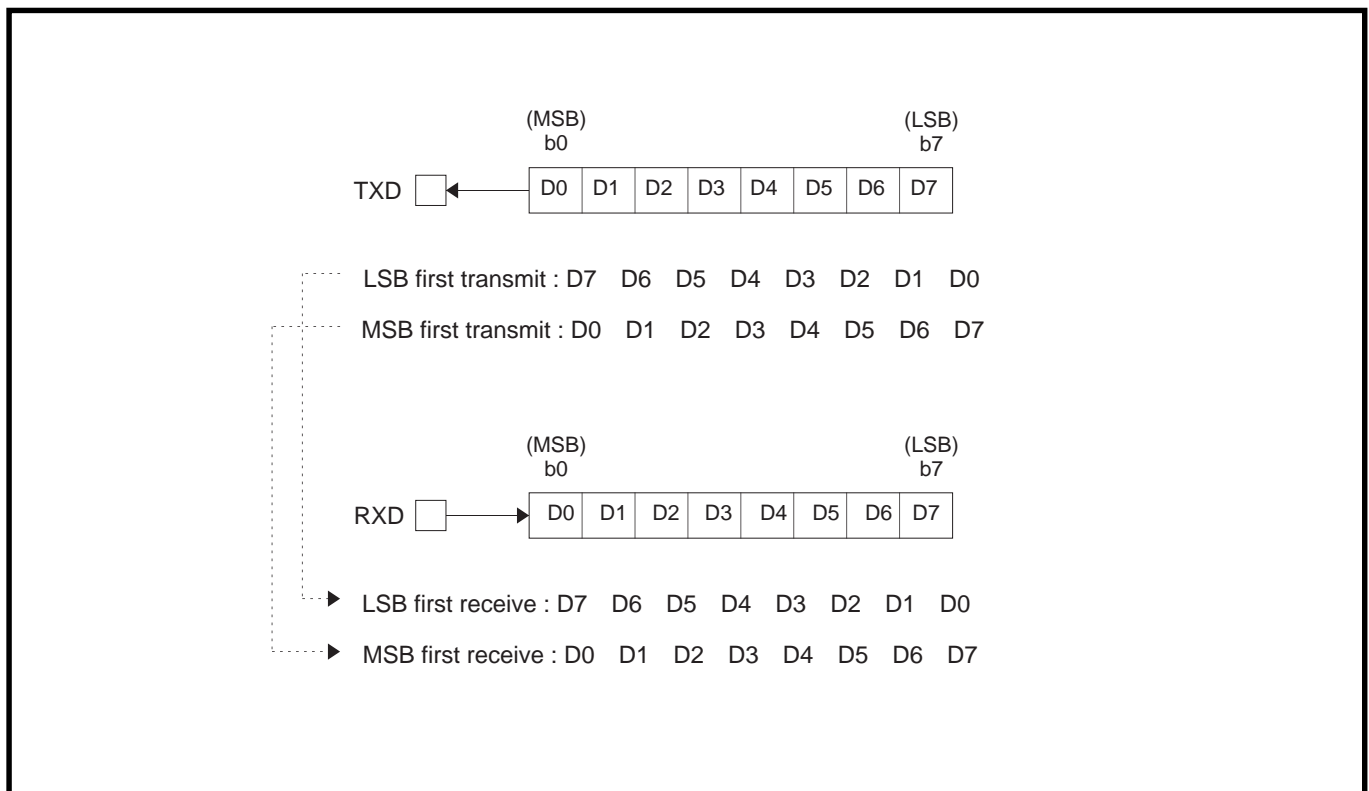 (MSB) (LSB)
b0 b7
TXD D0 D1 D2 D3 D4 D5 D6 D7
LSB first transmit : D7 D6 D5 D4 D3 D2 D1 D0
MSB first transmit : D0 D1 D2 D3 D4 D5 D6 D7
(MSB) (LSB)
b0 b7
RXD D0 D1 D2 D3 D4 D5 D6 D7
LSB first receive : D7 D6 D5 D4 D3 D2 D1 D0
MSB first receive : D0 D1 D2 D3 D4 D5 D6 D7